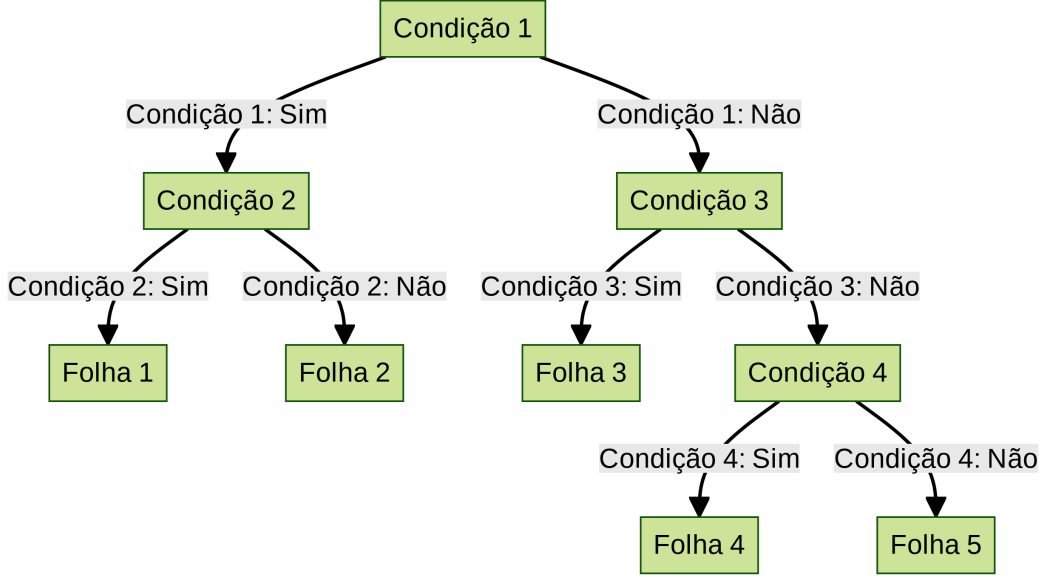 Condição 1
Condição 1: Sim
Condição 1: Não
Condição 2
Condição 3
Condição 2: Sim
Condição 2: Não
Condição 3: Sim
Condição 3: Não
Folha 1
Folha 2
Folha 3
Condição 4
Condição 4: Sim
Condição 4: Não
Folha 4
Folha 5